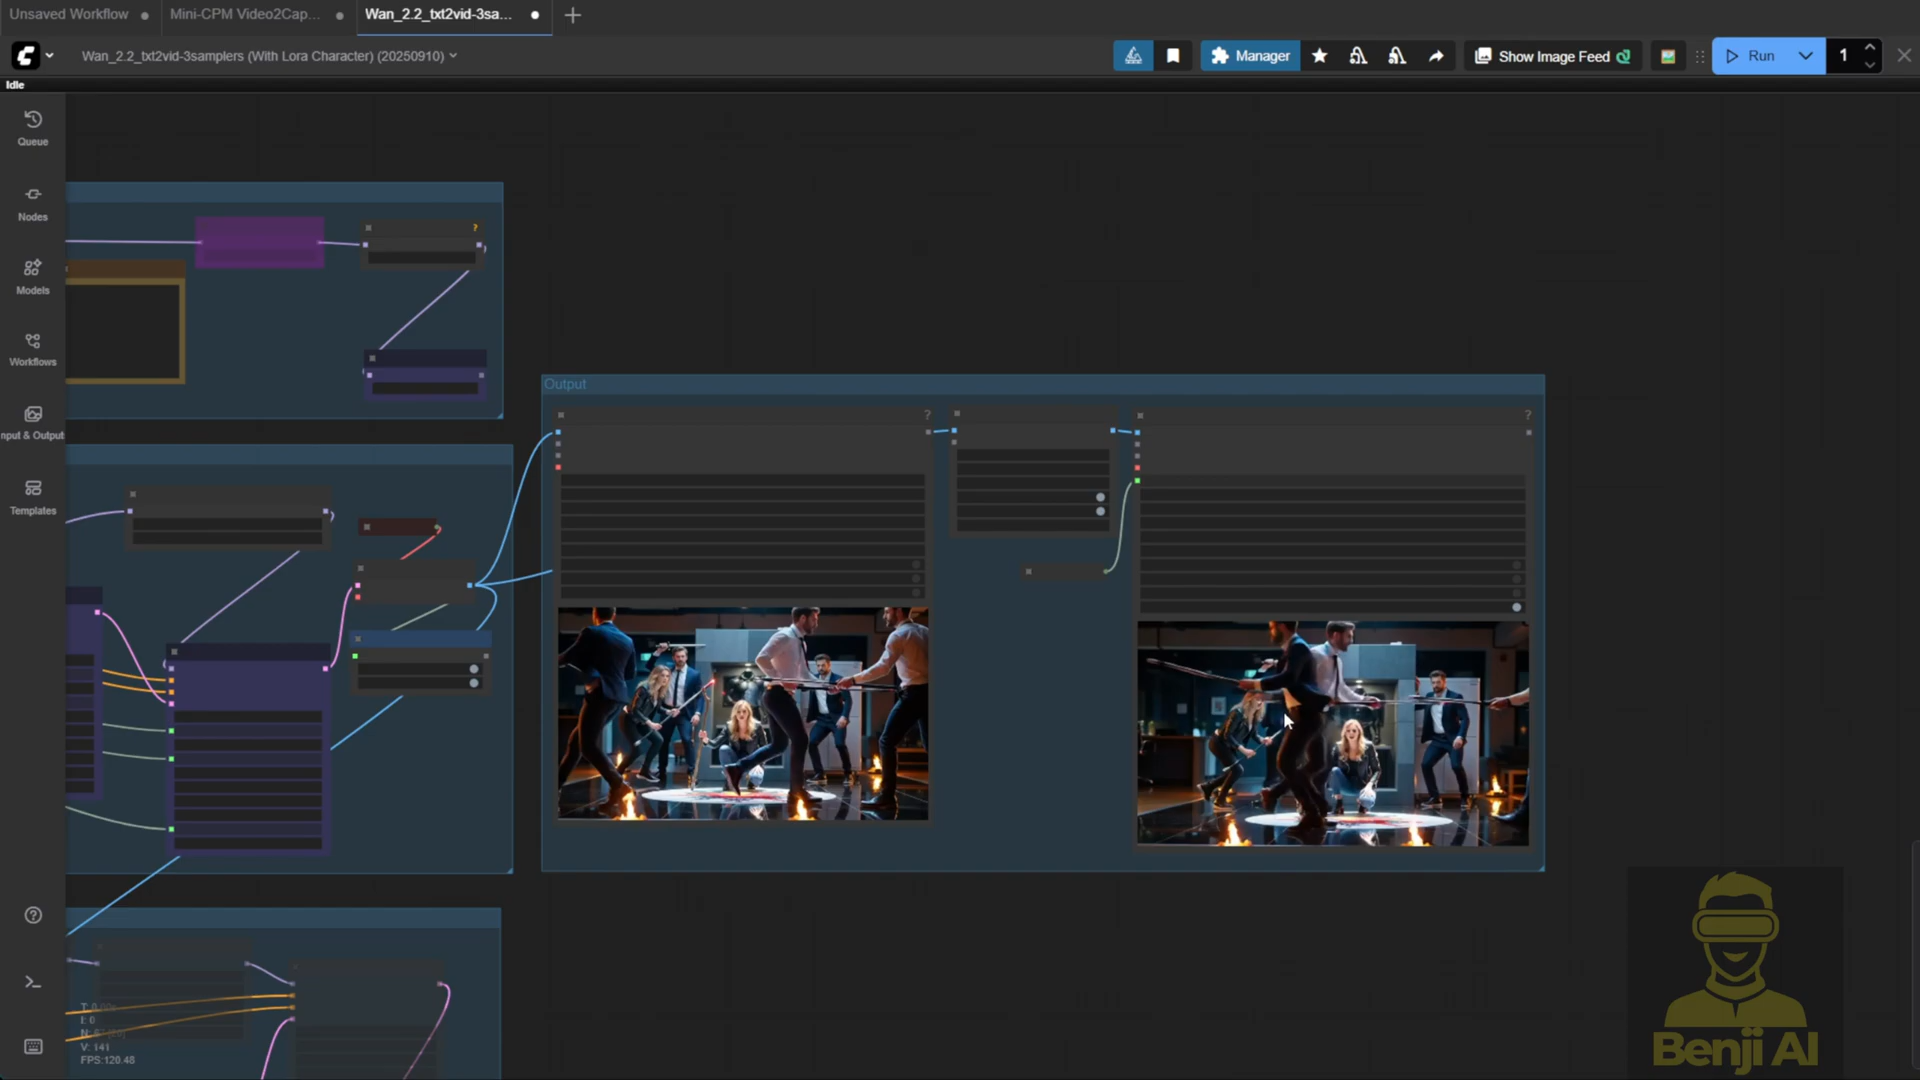 Unsaved Workflow
Mini-CPM Video2Cap...
Wan_2.2_txt2vid-3sa...
Wan_2.2_txt2vid-3samplers (With Lora Character) (20250910)
Manager
Show Image Feed
Run
1
Idle
Queue
Nodes
Models
Workflows
nput & Output
Templates
Output
?
?
?
I: 0
V: 141
FPS:120.48
Benji AI